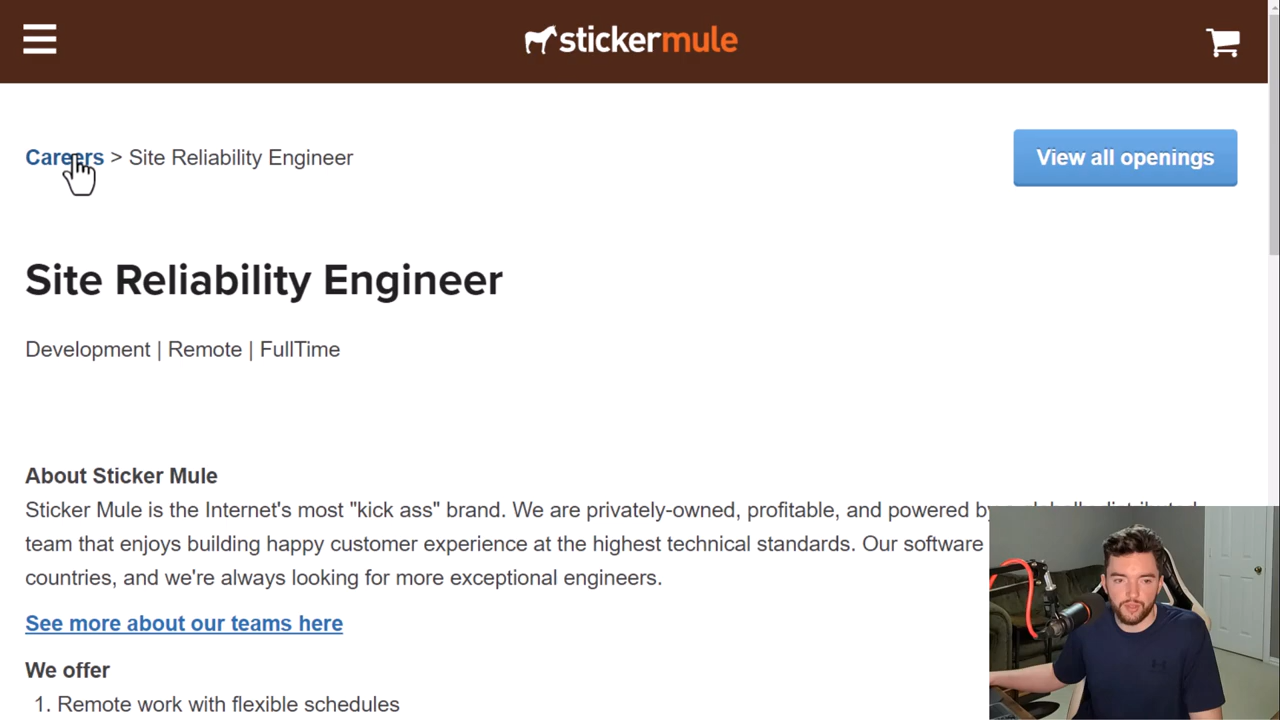 stickermule
Careers > Site Reliability Engineer
View all openings
Site Reliability Engineer
Development | Remote | FullTime
About Sticker Mule
Sticker Mule is the Internet's most "kick ass" brand. We are privately-owned, profitable, and powered by
team that enjoys building happy customer experience at the highest technical standards. Our software
countries, and we're always looking for more exceptional engineers.
See more about our teams here
We offer
1. Remote work with flexible schedules